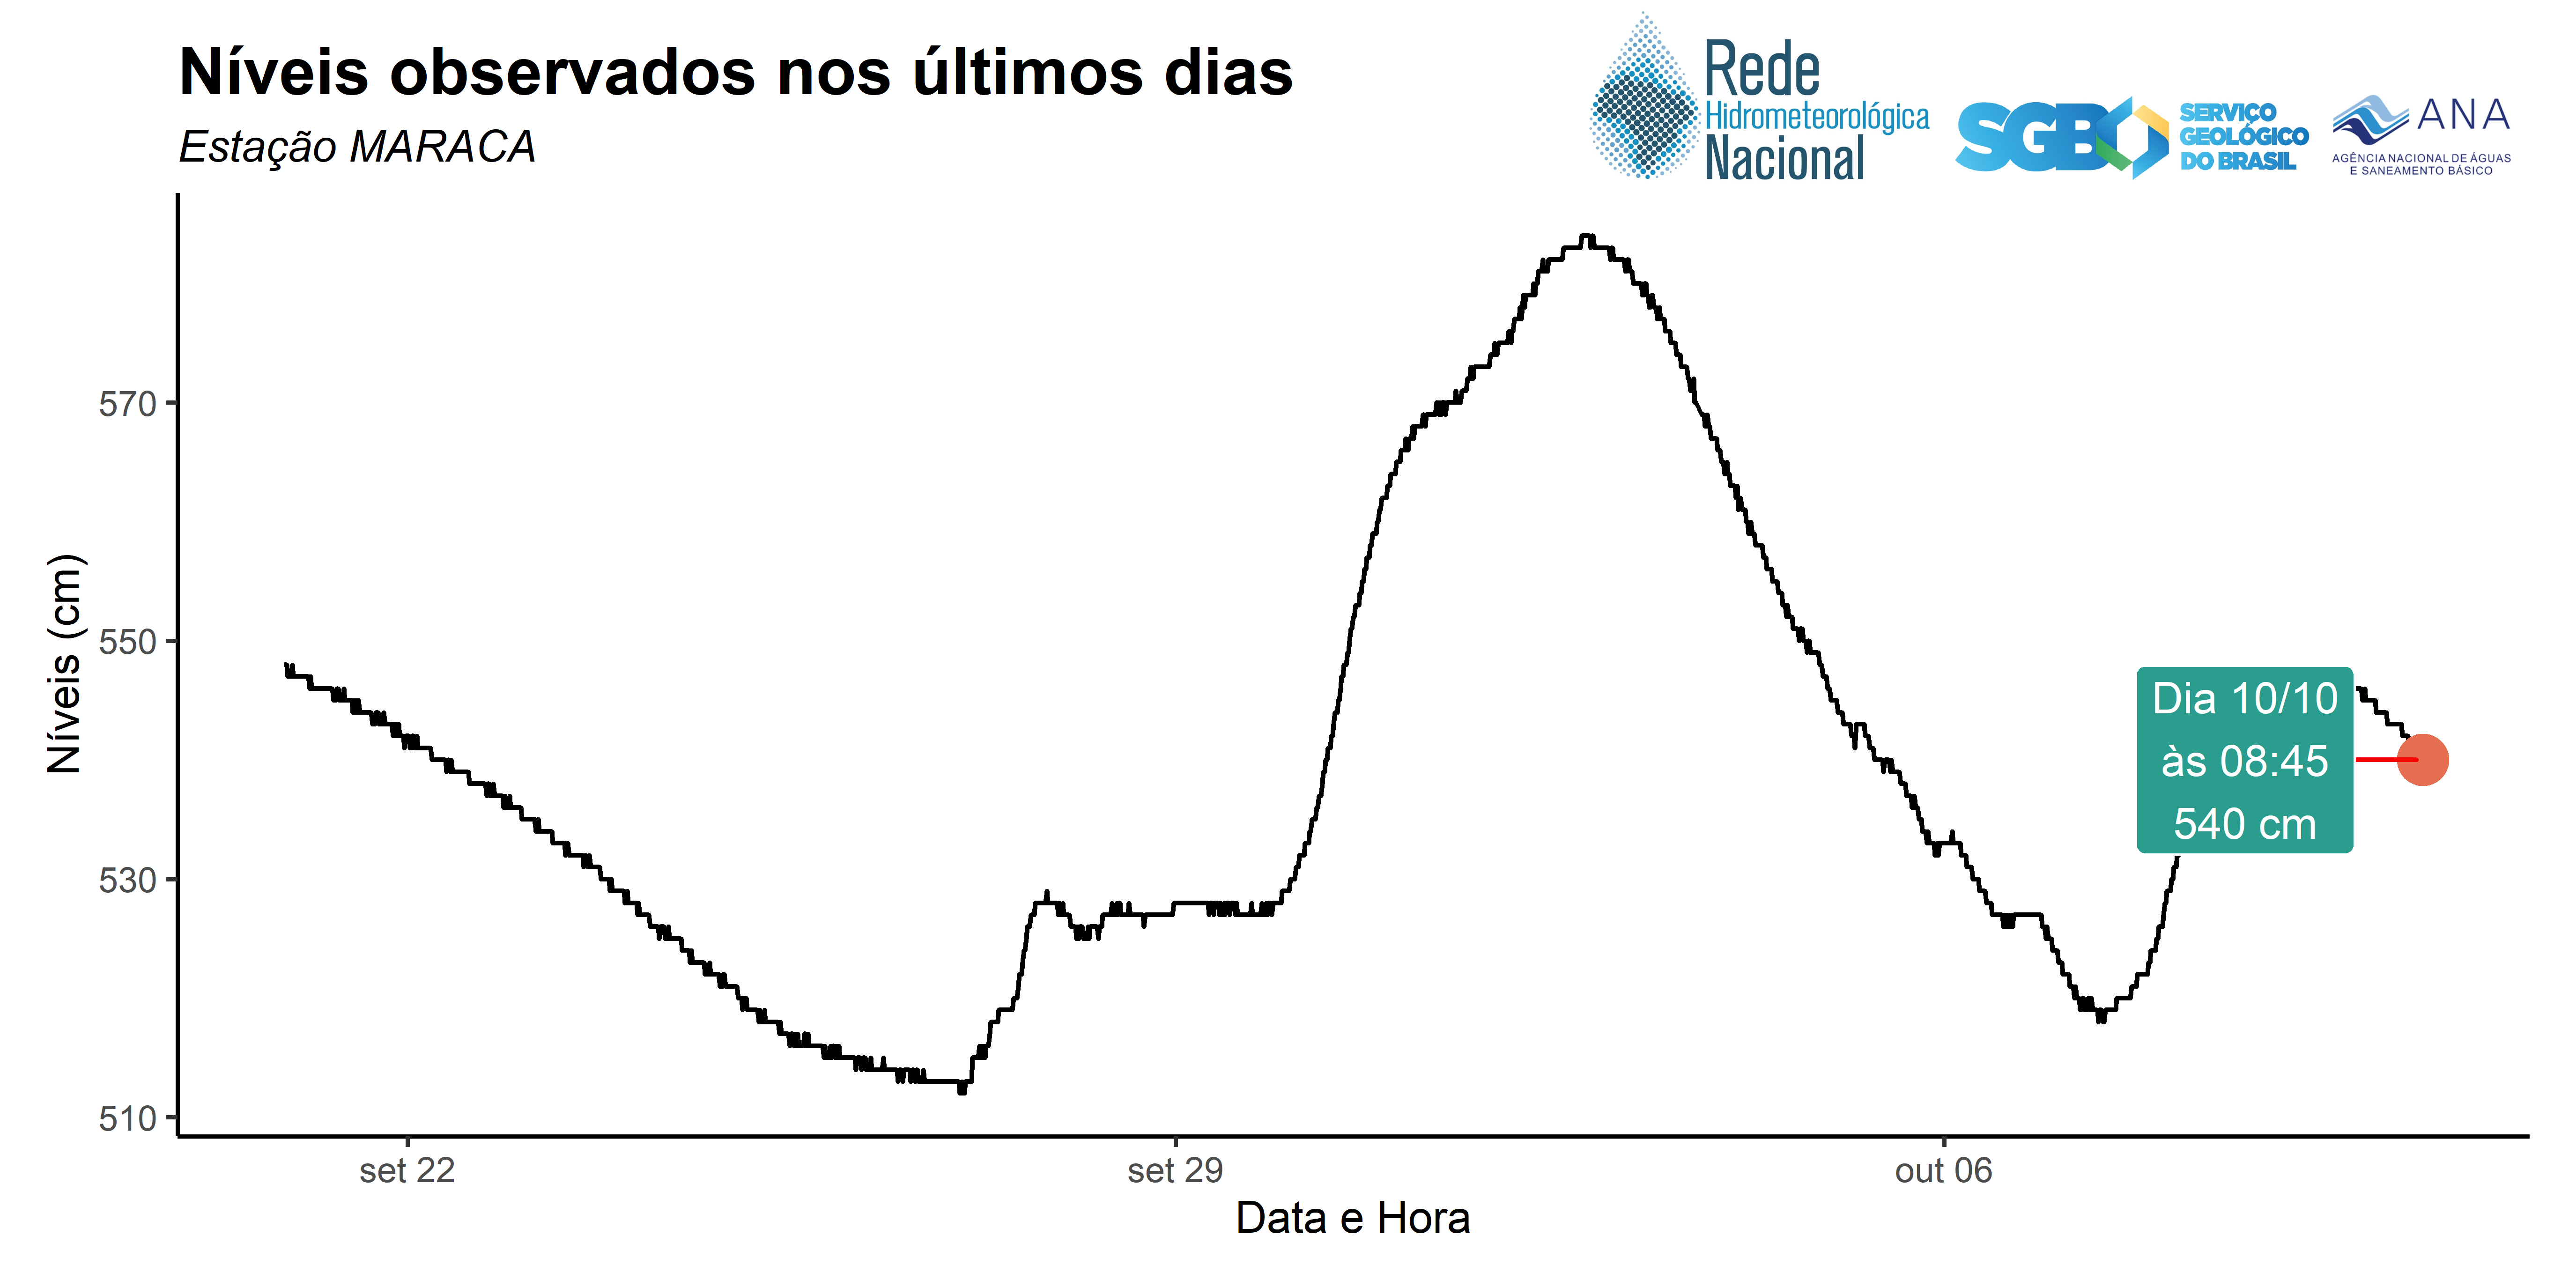 Níveis observados nos últimos dias
Estação MARACA
Rede
Hidrometeorológica
Nacional
SGB
SERVIÇO
GEOLÓGICO
DO BRASIL
ANA
AGÊNCIA NACIONAL DE ÁGUAS
E SANEAMENTO BÁSICO
Níveis (cm)
570
550
530
510
Dia 10/10
às 08:45
540 cm
set 22
set 29
out 06
Data e Hora